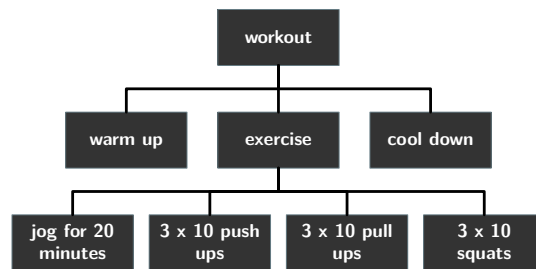 workout
warm up
exercise
cool down
jog for 20
minutes
3 x 10 push
ups
3 x 10 pull
ups
3 x 10
squats